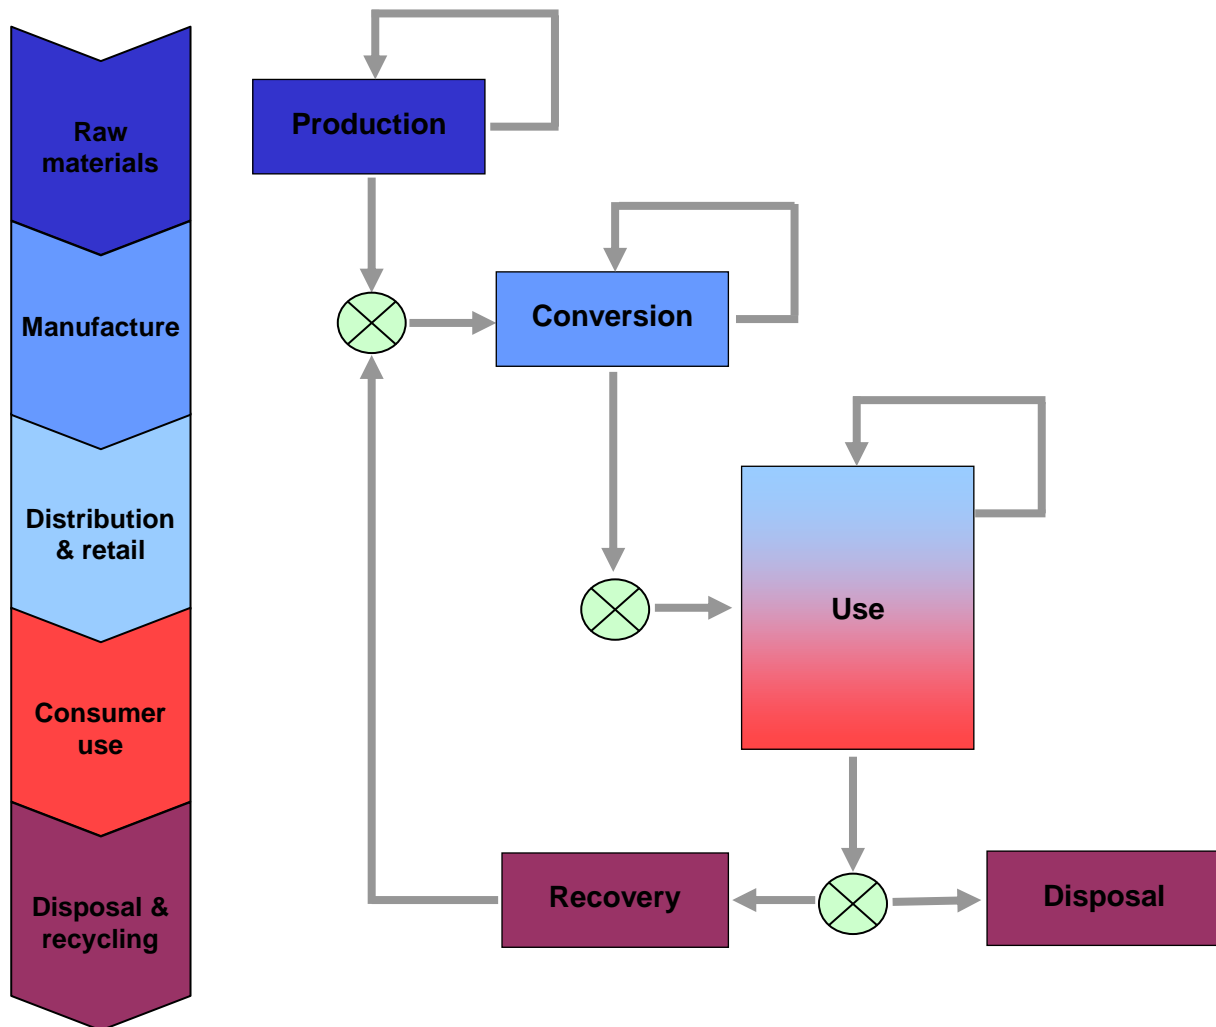 Raw
materials
Manufacture
Distribution
& retail
Consumer
use
Disposal &
recycling
Production
Conversion
Use
Recovery
Disposal